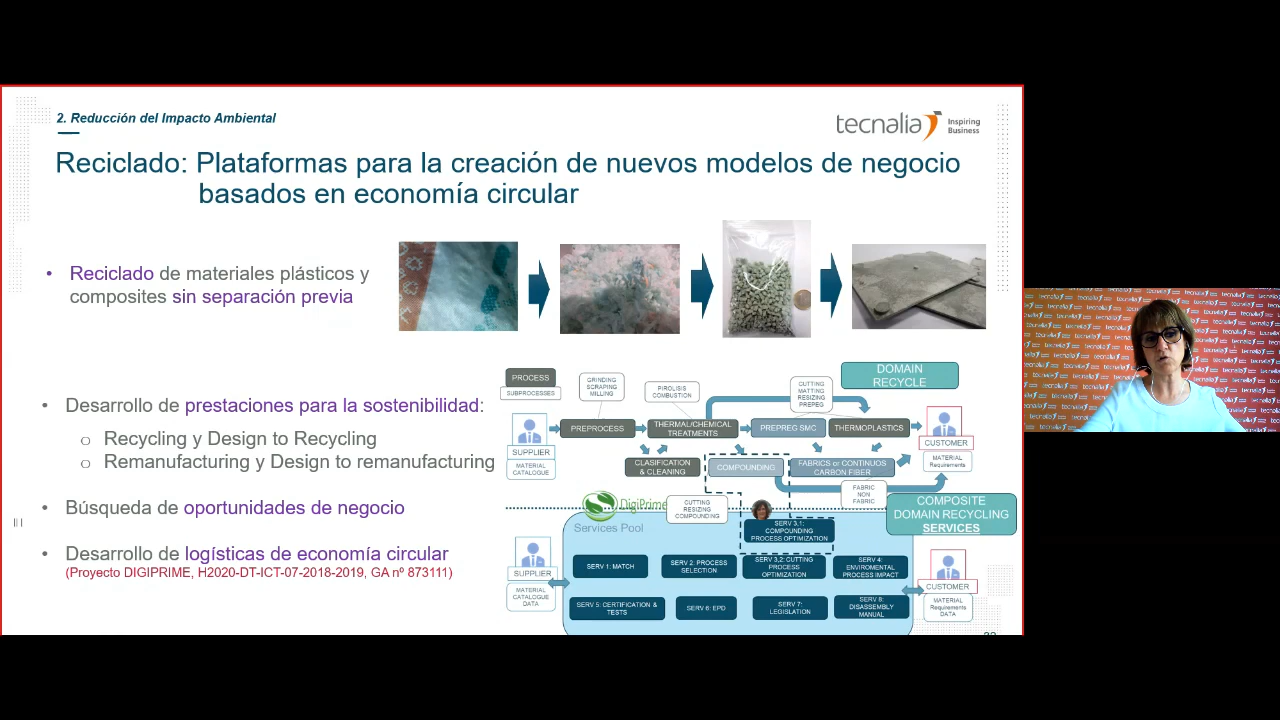 2. Reducción del Impacto Ambiental
tecnalia Inspiring Business
Reciclado: Plataformas para la creación de nuevos modelos de negocio
basados en economía circular
• Reciclado de materiales plásticos y
composites sin separación previa
• Desarrollo de prestaciones para la sostenibilidad:
o Recycling y Design to Recycling
o Remanufacturing y Design to remanufacturing
• Búsqueda de oportunidades de negocio
• Desarrollo de logísticas de economía circular
(Proyecto DIGIPRIME, H2020-DT-ICT-07-2018-2019, GA nº 873111)
PROCESS
SUBPROCESSES
GRINDING
SCRAPING
MILLING
PIROLISIS
COMBUSTION
CUTTING
MATTING
RESIZING
PREPEG
DOMAIN
RECYCLE
SUPPLIER
MATERIAL
CATALOGUE
PREPROCESS
THERMAL/CHEMICAL
TREATMENTS
PREPREG SMC
THERMOPLASTICS
CUSTOMER
MATERIAL
Requirements
CLASIFICATION
& CLEANING
COMPOUNDING
FABRICS or CONTINUOS
CARBON FIBER
FABRIC
NON
FABRIC
DigiPrime
CUTTING
RESIZING
COMPOUNDING
COMPOSITE
DOMAIN RECYCLING
SERVICES
Services Pool
SERV 3.1:
COMPOUNDING
PROCESS OPTIMIZATION
SUPPLIER
MATERIAL
CATALOGUE
DATA
SERV 1: MATCH
SERV 2: PROCESS
SELECTION
SERV 3.2: CUTTING
PROCESS
OPTIMIZATION
SERV 4:
ENVIROMENTAL
PROCESS IMPACT
CUSTOMER
MATERIAL
Requirements
DATA
SERV 5: CERTIFICATION &
TESTS
SERV 6: EPD
SERV 7:
LEGISLATION
SERV 8:
DISASSEMBLY
MANUAL